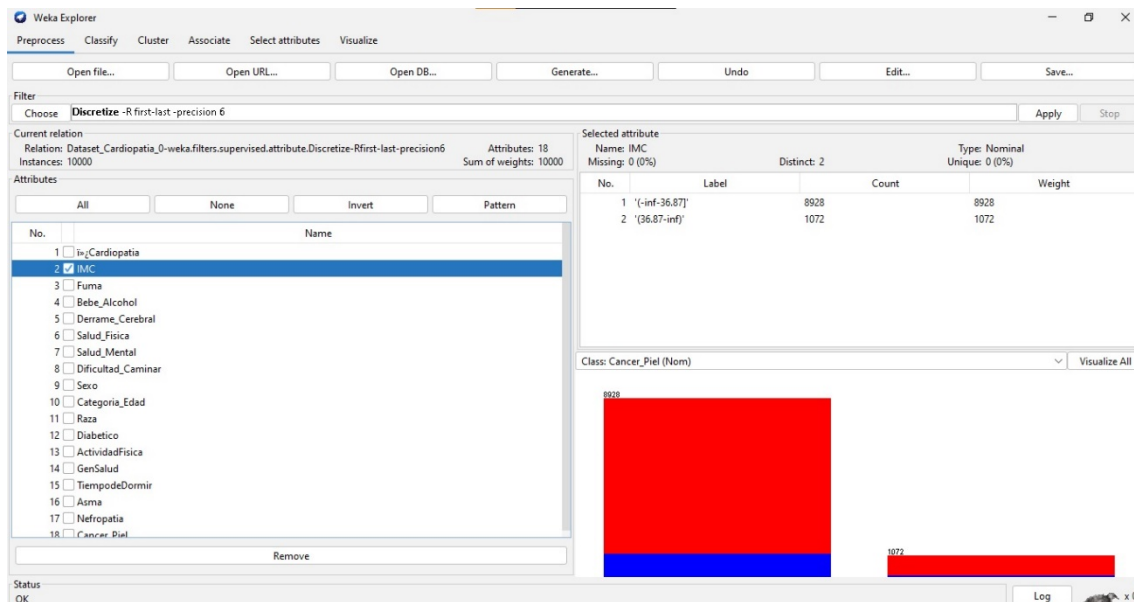 Weka Explorer
Preprocess Classify Cluster Associate Select attributes Visualize
Open file... Open URL... Open DB... Generate... Undo Edit... Save...
Filter
Choose Discretize -R first-last -precision 6 Apply Stop
Current relation
Relation: Dataset_Cardiopatia_0-weka.filters.supervised.attribute.Discretize-Rfirst-last-precision6 Attributes: 18
Instances: 10000 Sum of weights: 10000
Attributes
All None Invert Pattern
No. Name
1 ï»¿Cardiopatia
2 IMC
3 Fuma
4 Bebe_Alcohol
5 Derrame_Cerebral
6 Salud_Fisica
7 Salud_Mental
8 Dificultad_Caminar
9 Sexo
10 Categoria_Edad
11 Raza
12 Diabetico
13 ActividadFisica
14 GenSalud
15 TiempodeDormir
16 Asma
17 Nefropatia
18 Cancer_Piel
Remove
Selected attribute
Name: IMC Type: Nominal
Missing: 0 (0%) Distinct: 2 Unique: 0 (0%)
No. Label Count Weight
1 '(-inf-36.87]' 8928 8928
2 '(36.87-inf)' 1072 1072
Class: Cancer_Piel (Nom) Visualize All
8928
1072
Status
OK
Log
x 0